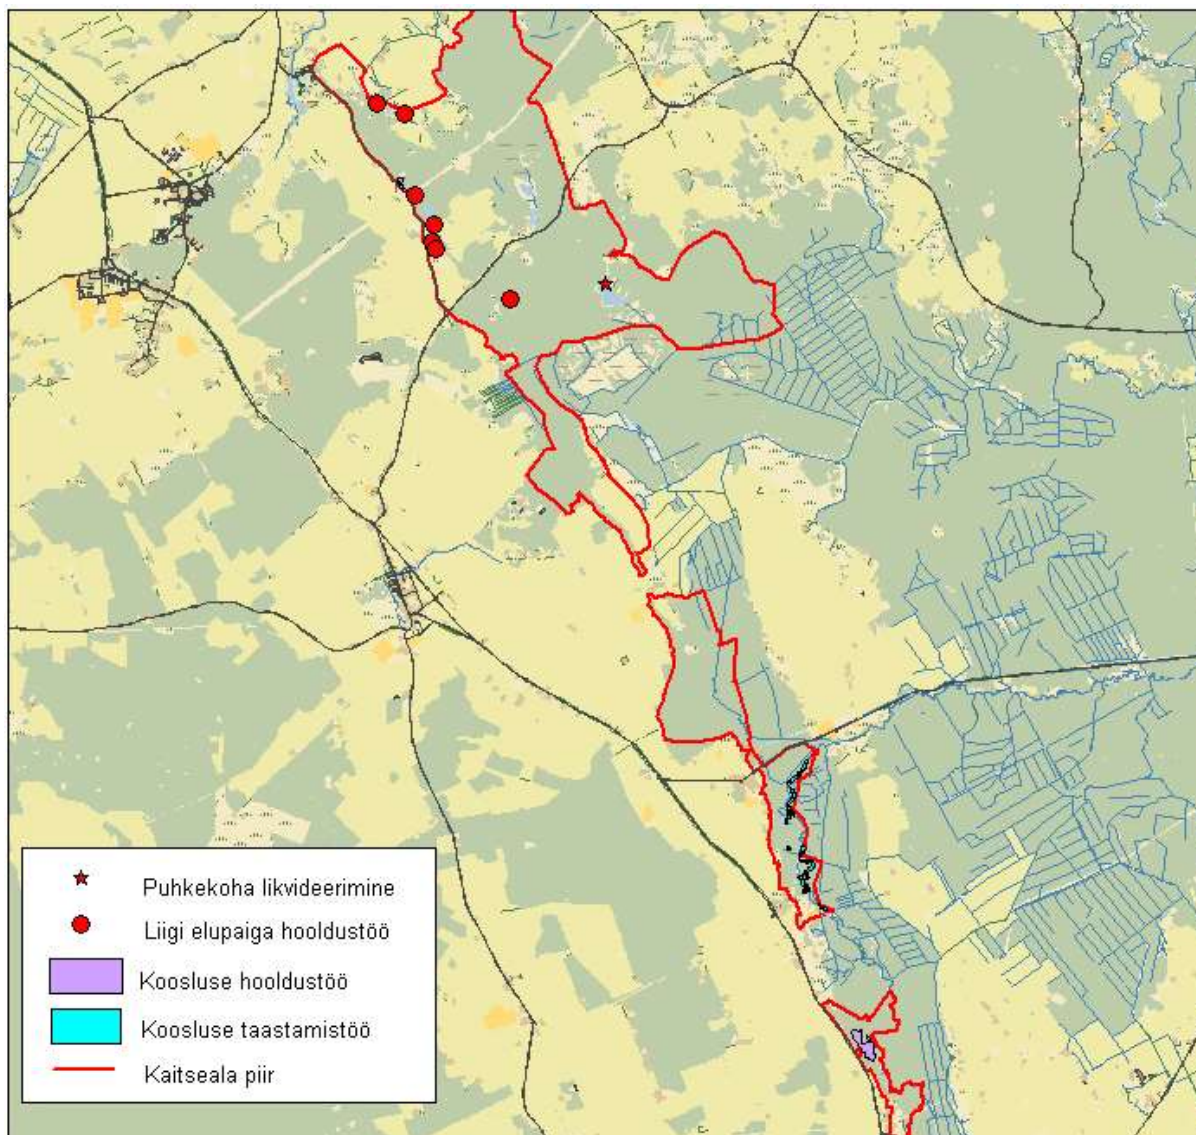 Puhkekoha likvideerimine
Liigi elupaiga hooldustöö
Koosluse hooldustöö
Koosluse taastamistöö
Kaitseala piir